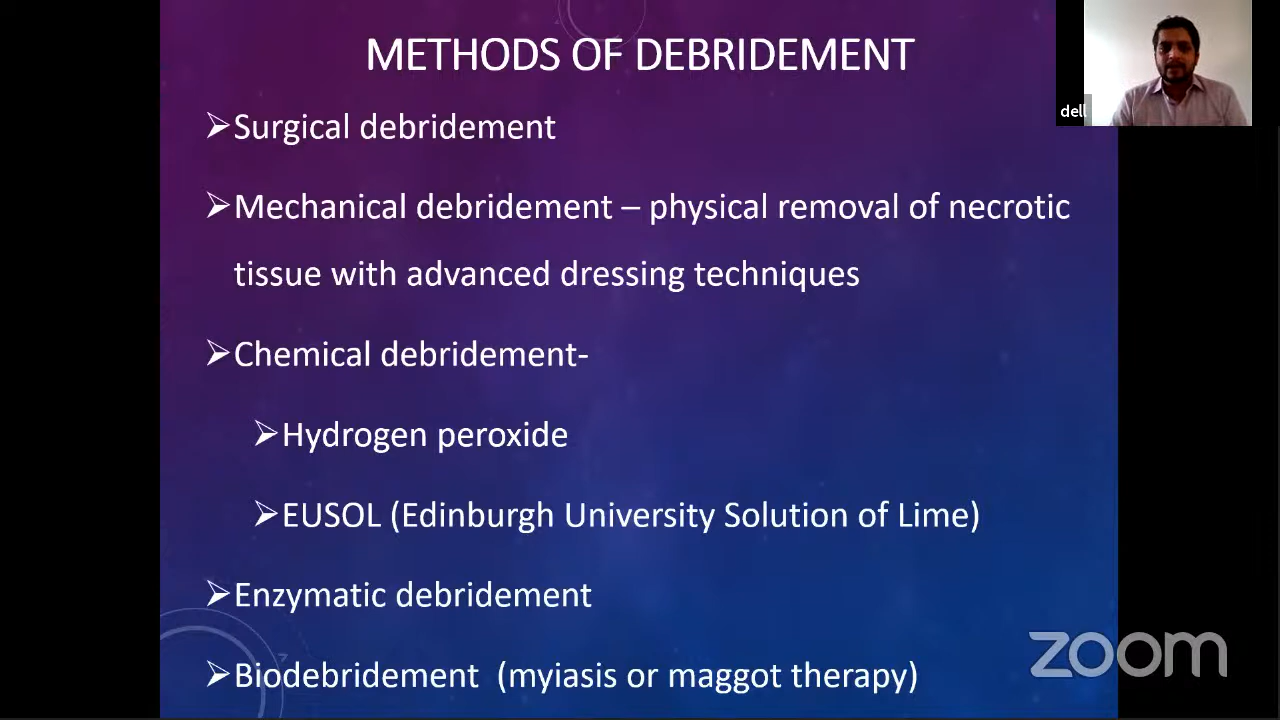 METHODS OF DEBRIDEMENT
dell
➢Surgical debridement
➢Mechanical debridement – physical removal of necrotic
tissue with advanced dressing techniques
➢Chemical debridement-
➢Hydrogen peroxide
➢EUSOL (Edinburgh University Solution of Lime)
➢Enzymatic debridement
➢Biodebridement (myiasis or maggot therapy)
zoom